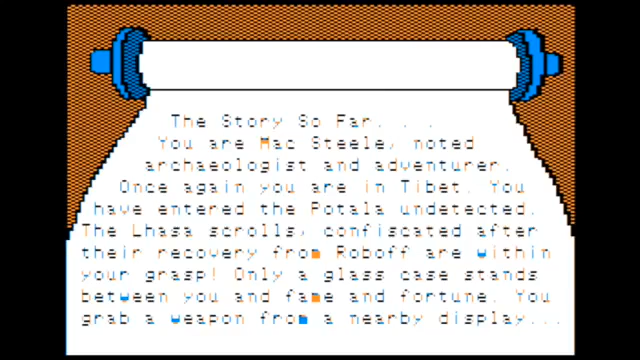 The Story So Far. . .
You are Mac Steele, noted
archaeologist and adventurer.
Once again you are in Tibet. You
have entered the Potala undetected.
The Lhasa scrolls, confiscated after
their recovery from Roboff are within
your grasp! Only a glass case stands
between you and fame and fortune. You
grab a weapon from a nearby display...